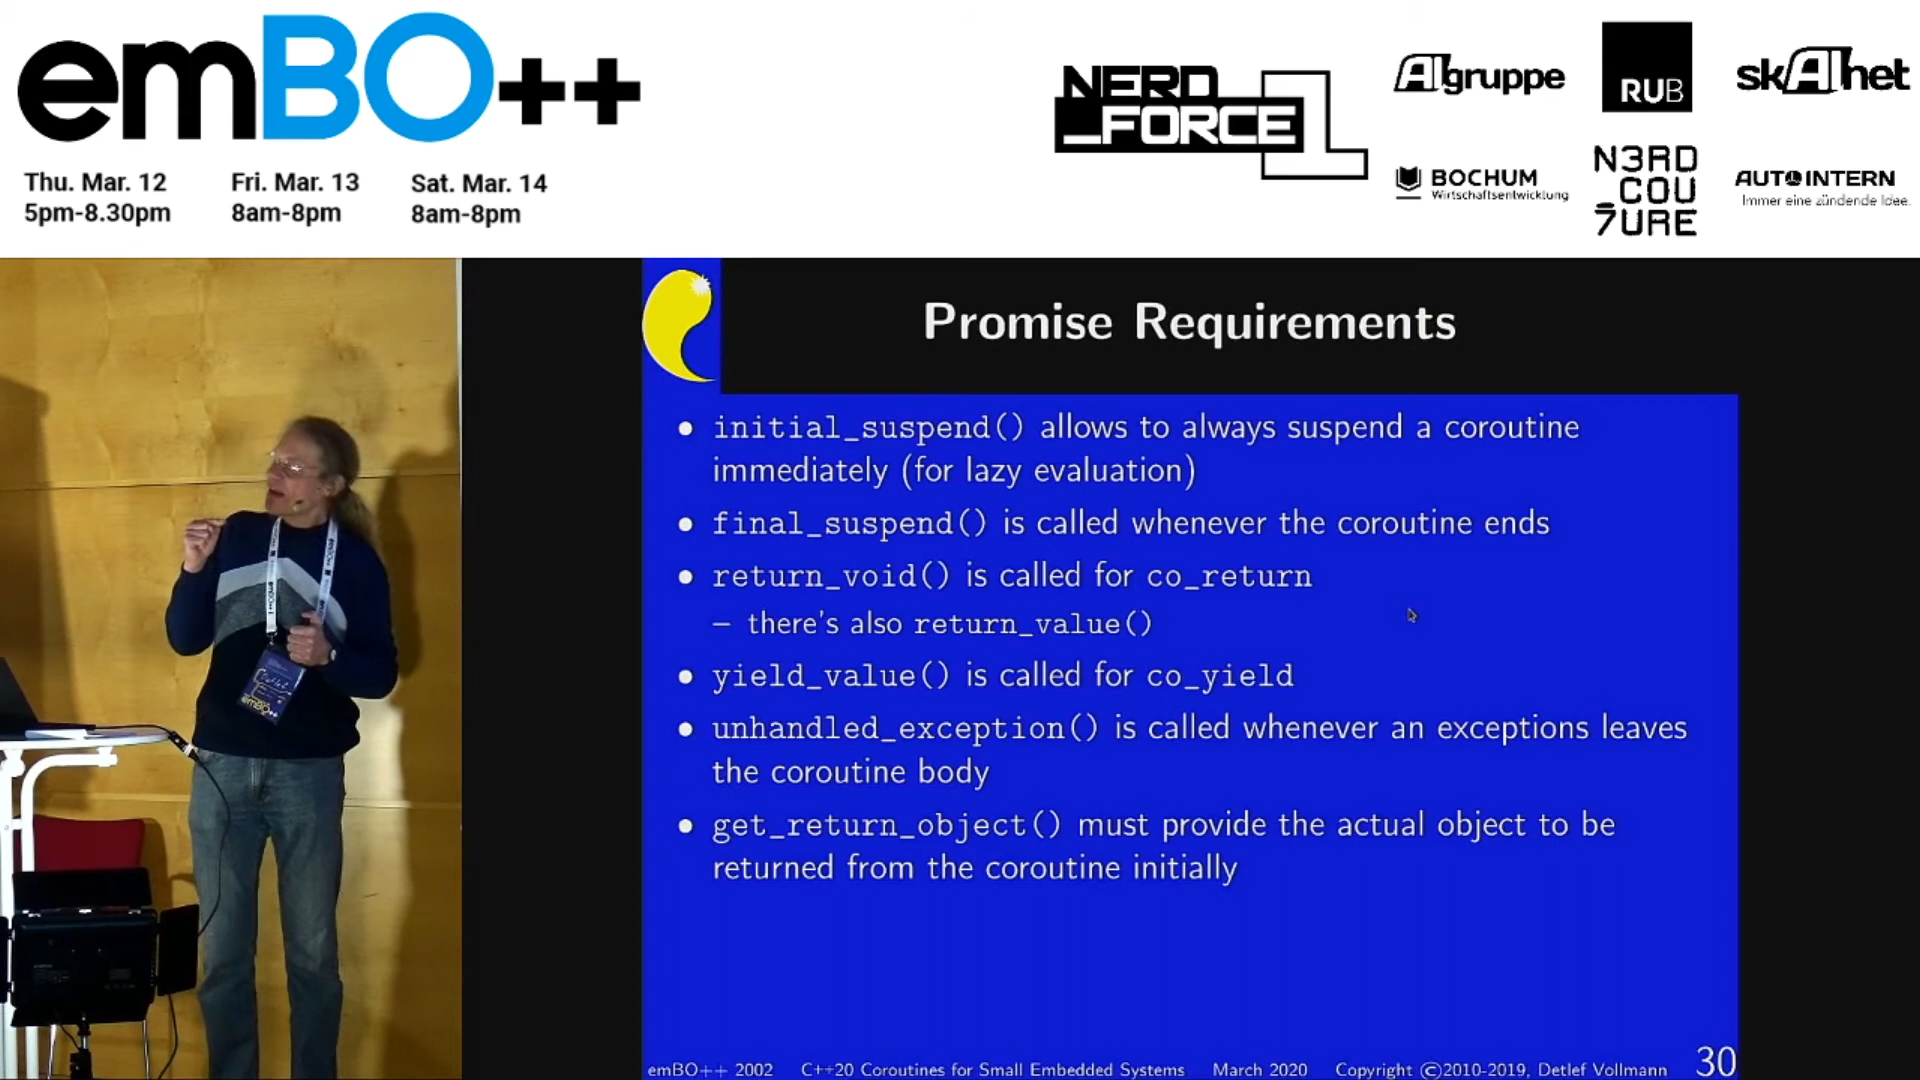 emBO++
Thu. Mar. 12
5pm-8.30pm
Fri. Mar. 13
8am-8pm
Sat. Mar. 14
8am-8pm
NERD
_FORCE
1
AIgruppe
RUB
skAInet
BOCHUM
Wirtschaftsentwicklung
N3RD
_COU
7URE
AUTOINTERN
Immer eine zündende Idee.
Promise Requirements
• initial_suspend() allows to always suspend a coroutine
immediately (for lazy evaluation)
• final_suspend() is called whenever the coroutine ends
• return_void() is called for co_return
– there's also return_value()
• yield_value() is called for co_yield
• unhandled_exception() is called whenever an exceptions leaves
the coroutine body
• get_return_object() must provide the actual object to be
returned from the coroutine initially
emBO++ 2002 C++20 Coroutines for Small Embedded Systems March 2020 Copyright ©2010-2019, Detlef Vollmann 30
emBO++